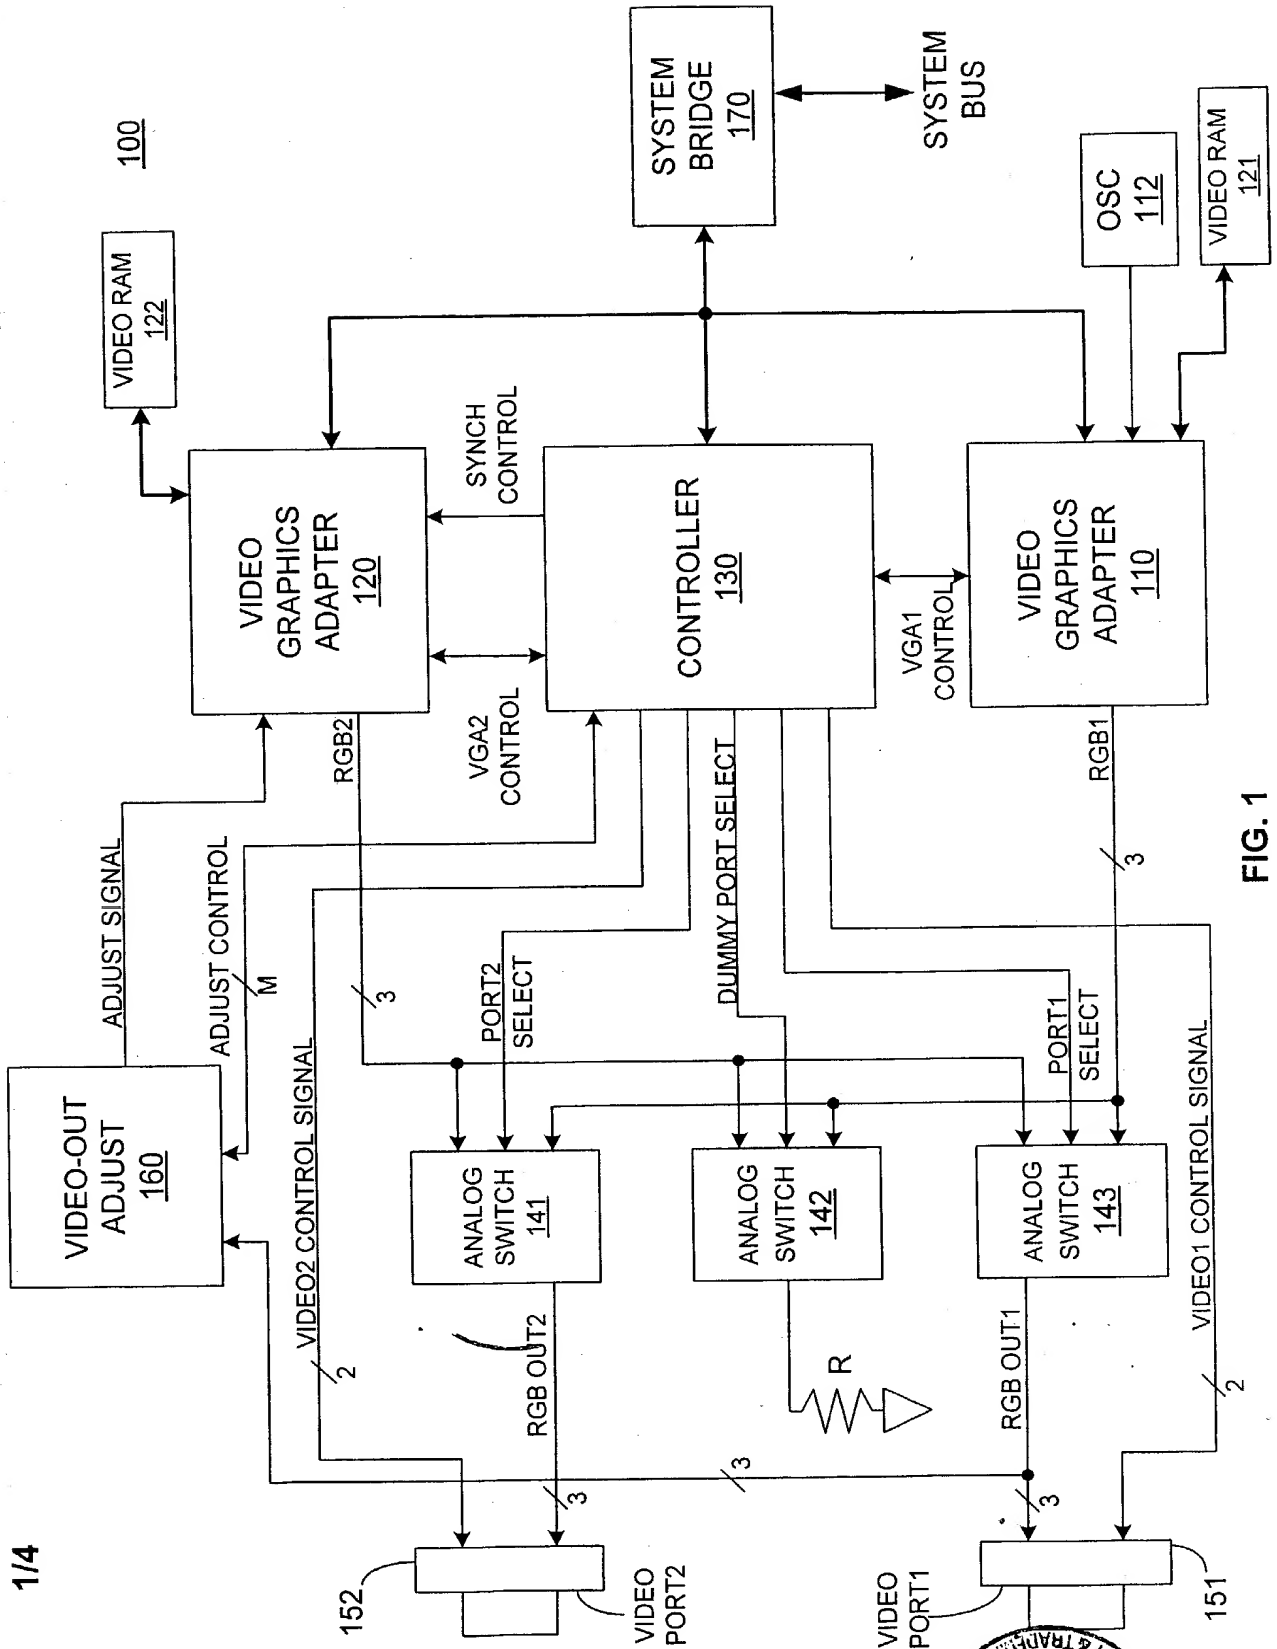 1/4
100
VIDEO RAM
122
VIDEO-OUT
ADJUST
160
ADJUST SIGNAL
ADJUST CONTROL
M
VIDEO
GRAPHICS
ADAPTER
120
RGB2
3
VGA2
CONTROL
SYNCH
CONTROL
SYSTEM
BRIDGE
170
SYSTEM
BUS
CONTROLLER
130
VIDEO2 CONTROL SIGNAL
2
PORT2
SELECT
DUMMY PORT SELECT
PORT1
SELECT
VGA1
CONTROL
VIDEO
GRAPHICS
ADAPTER
110
OSC
112
VIDEO RAM
121
RGB1
3
ANALOG
SWITCH
141
ANALOG
SWITCH
142
ANALOG
SWITCH
143
RGB OUT2
3
R
RGB OUT1
3
3
VIDEO1 CONTROL SIGNAL
2
152
VIDEO
PORT2
VIDEO
PORT1
151
FIG. 1
& TRADEM